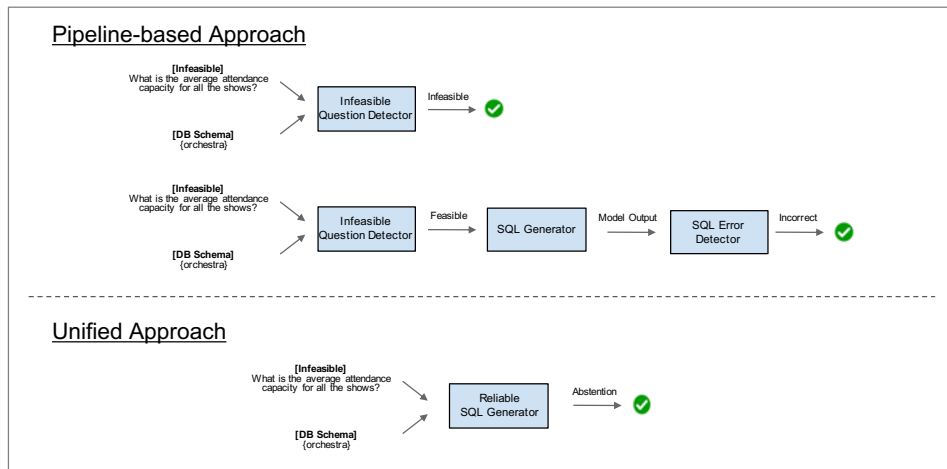 Pipeline-based Approach
[Infeasible]
What is the average attendance
capacity for all the shows?
[DB Schema]
{orchestra}
Infeasible
Question Detector
Infeasible
[Infeasible]
What is the average attendance
capacity for all the shows?
[DB Schema]
{orchestra}
Infeasible
Question Detector
Feasible
SQL Generator
Model Output
SQL Error
Detector
Incorrect
Unified Approach
[Infeasible]
What is the average attendance
capacity for all the shows?
[DB Schema]
{orchestra}
Reliable
SQL Generator
Abstention